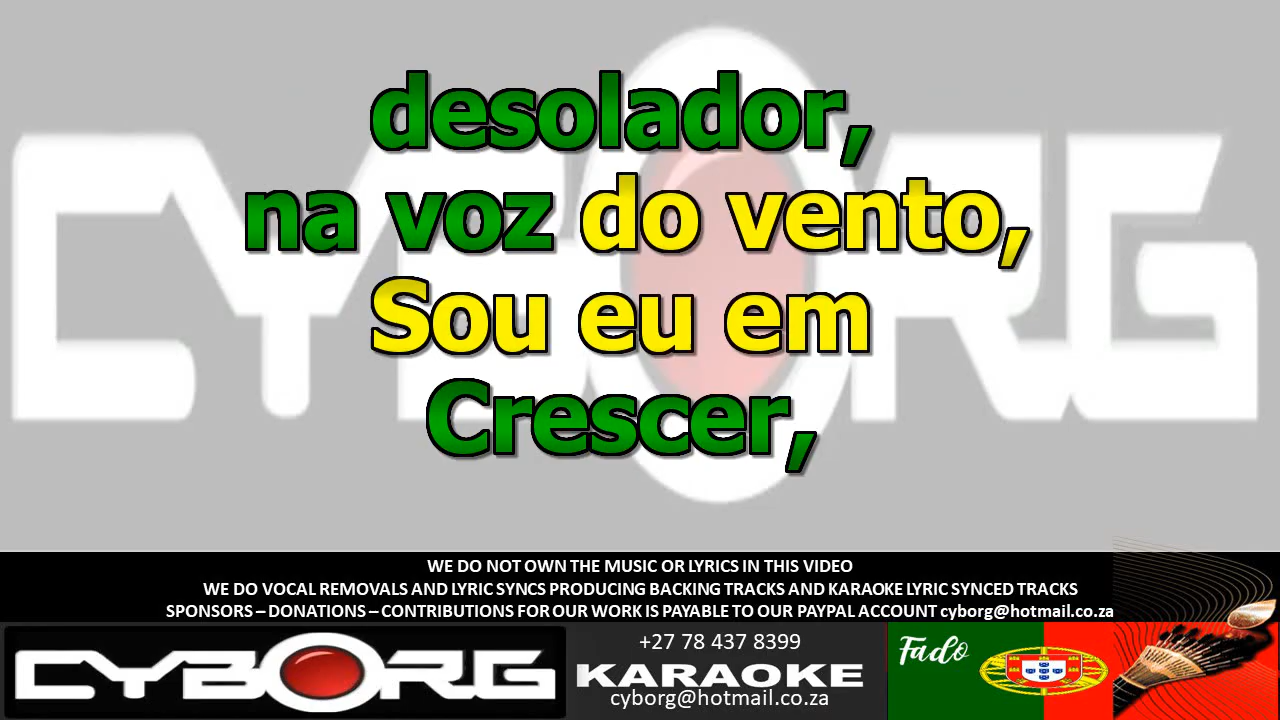 CYBORG
desolador,
na voz do vento,
Sou eu em
Crescer,
WE DO NOT OWN THE MUSIC OR LYRICS IN THIS VIDEO
WE DO VOCAL REMOVALS AND LYRIC SYNCS PRODUCING BACKING TRACKS AND KARAOKE LYRIC SYNCED TRACKS
SPONSORS – DONATIONS – CONTRIBUTIONS FOR OUR WORK IS PAYABLE TO OUR PAYPAL ACCOUNT cyborg@hotmail.co.za
CYBORG
+27 78 437 8399
KARAOKE
cyborg@hotmail.co.za
Fado